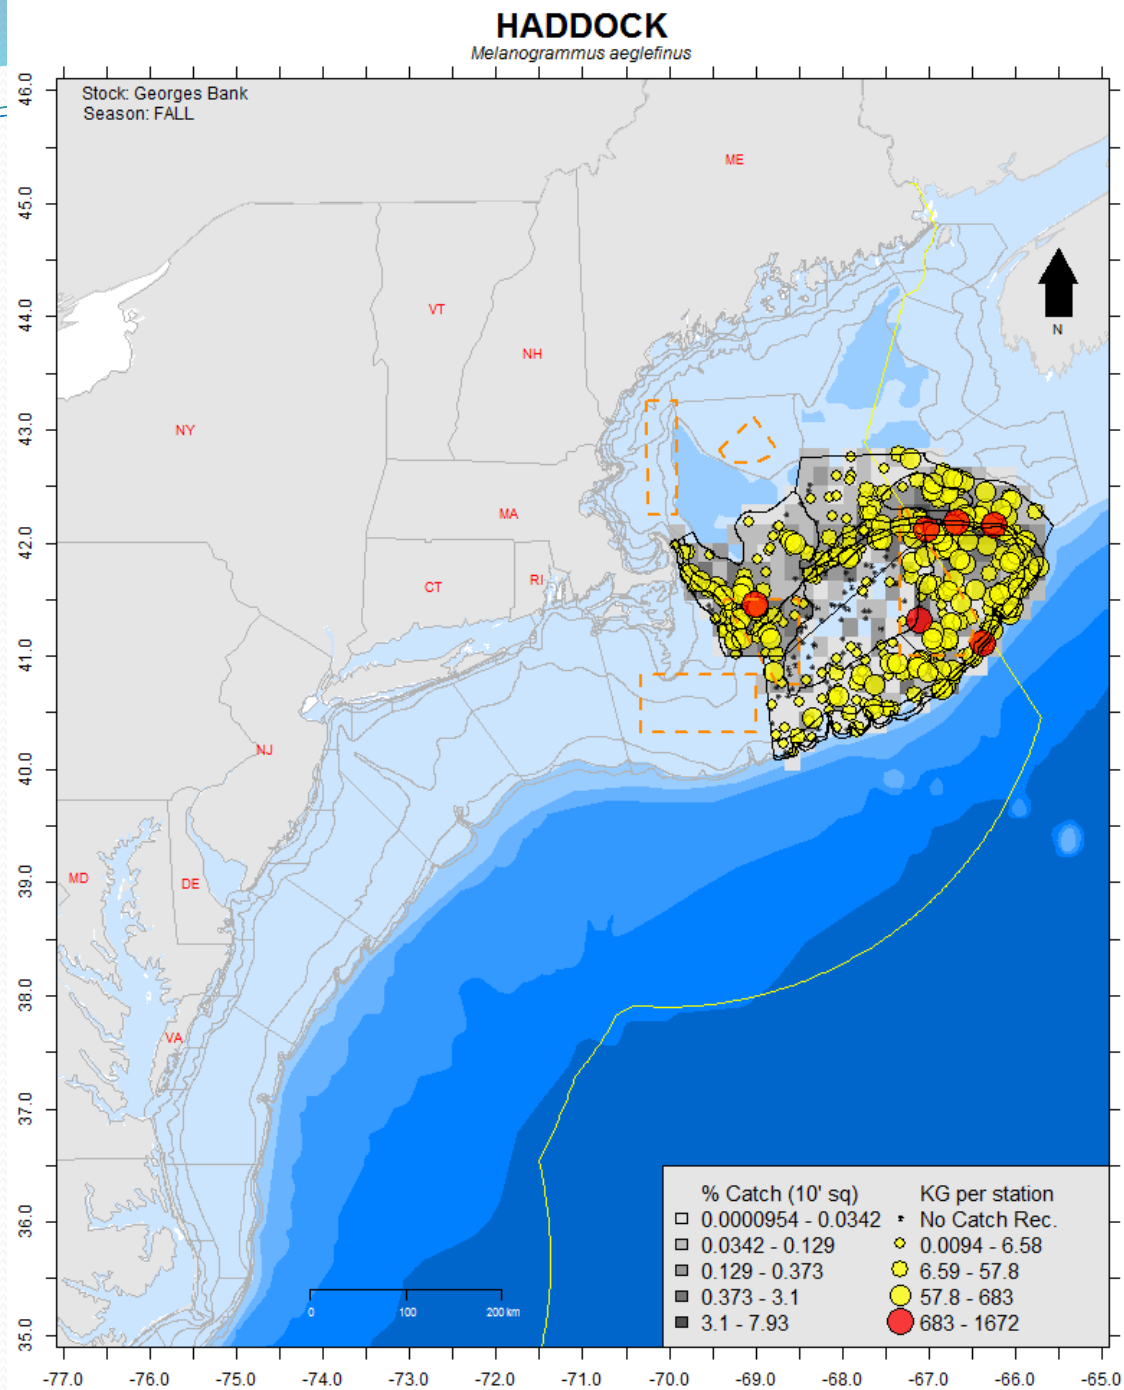 HADDOCK
Melanogrammus aeglefinus
Stock: Georges Bank
Season: FALL
46.0
45.0
44.0
43.0
42.0
41.0
40.0
39.0
38.0
37.0
36.0
35.0
ME
VT
NH
NY
MA
CT
RI
NJ
MD
DE
VA
N
0 100 200 km
% Catch (10' sq) KG per station
0.0000954 - 0.0342 No Catch Rec.
0.0342 - 0.129 0.0094 - 6.58
0.129 - 0.373 6.59 - 57.8
0.373 - 3.1 57.8 - 683
3.1 - 7.93 683 - 1672
-77.0 -76.0 -75.0 -74.0 -73.0 -72.0 -71.0 -70.0 -69.0 -68.0 -67.0 -66.0 -65.0